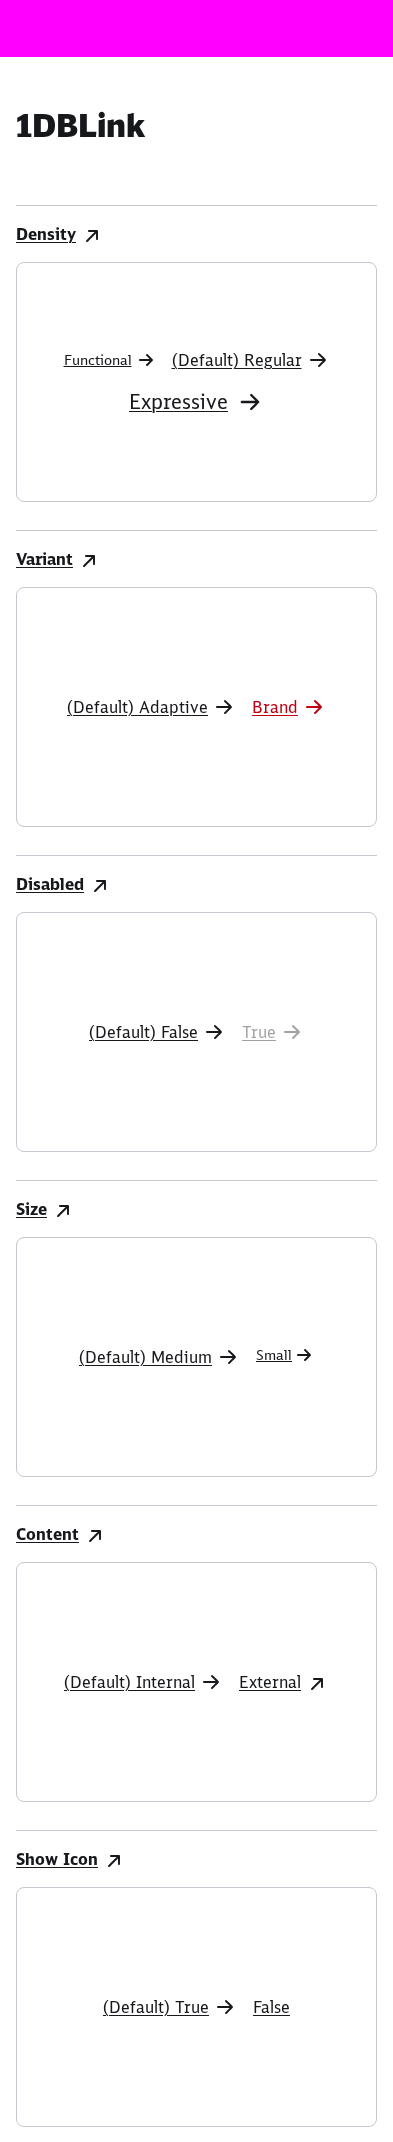 1DBLink
Density
Functional (Default) Regular
Expressive
Variant
(Default) Adaptive Brand
Disabled
(Default) False True
Size
(Default) Medium Small
Content
(Default) Internal External
Show Icon
(Default) True False